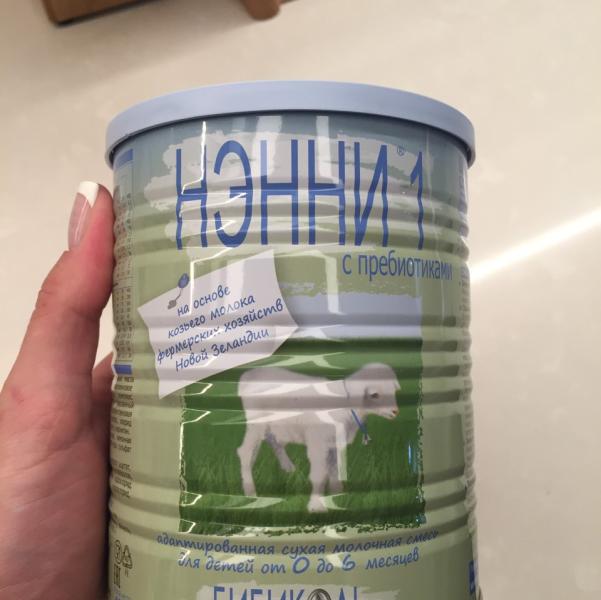 НЭННИ® 1
с пребиотиками
на основе
козьего молока
фермерских хозяйств
Новой Зеландии
адаптированная сухая молочная смесь
для детей от 0 до 6 месяцев
БИБИКОЛЬ